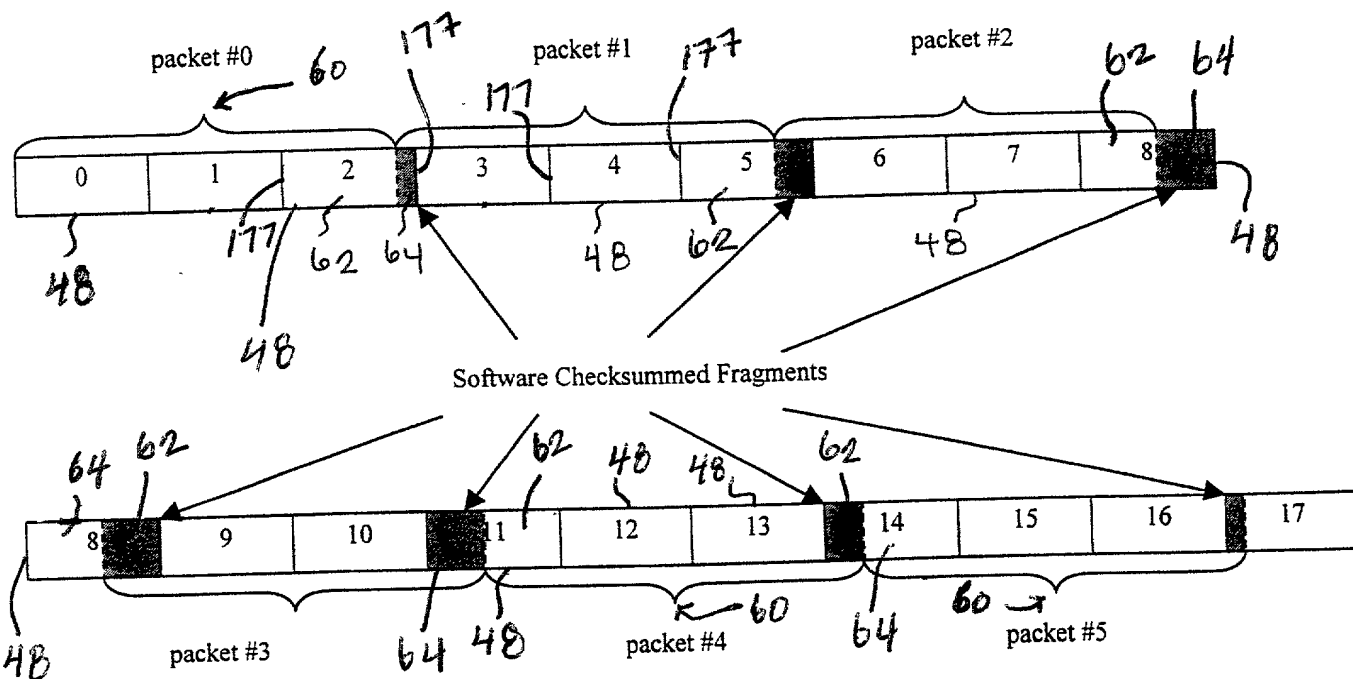 packet #0 60 177 packet #1 177 packet #2 62 64
177
0 1 2 3 4 5 6 7 8
48 177 48 62 64 48 62 48 48
Software Checksummed Fragments
64 62 62 48 48 62
8 9 10 11 12 13 14 15 16 17
48 packet #3 64 48 60 packet #4 64 60 packet #5